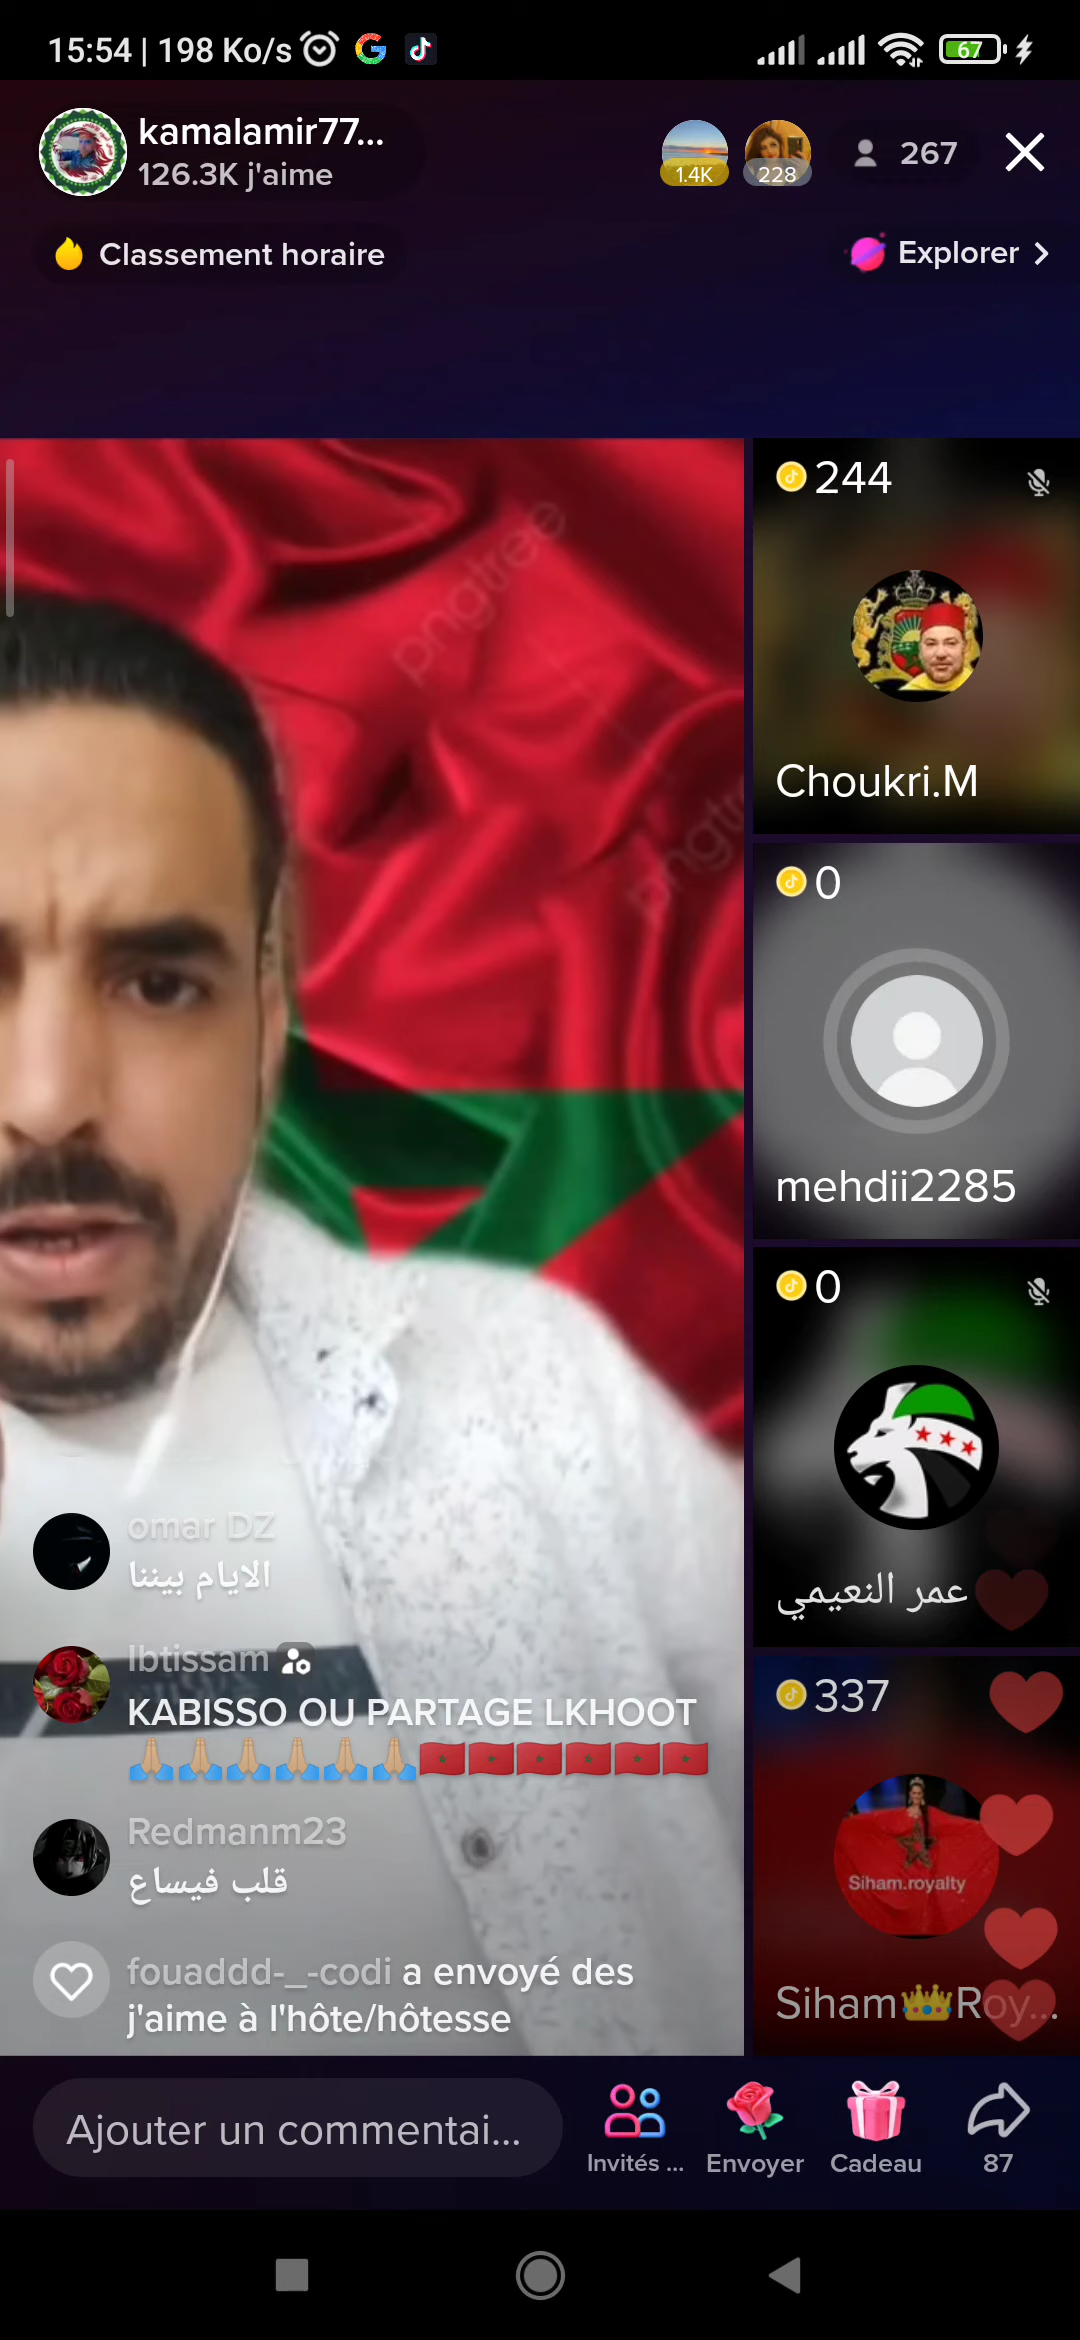 15:54 | 198 Ko/s
67
kamalamir77...
126.3K j'aime
1.4K
228
267
Classement horaire
Explorer
pngtree
pngtr
244
Choukri.M
0
mehdii2285
0
عمر النعيمي
337
Siham.royalty
Siham👑Roy...
omar DZ
الايام بيننا
Ibtissam
KABISSO OU PARTAGE LKHOOT
🙏🏼🙏🏼🙏🏼🙏🏼🙏🏼🙏🏼🇲🇦🇲🇦🇲🇦🇲🇦🇲🇦🇲🇦
Redmanm23
قلب فيساع
fouaddd-_-codi a envoyé des
j'aime à l'hôte/hôtesse
Ajouter un commentai...
Invités ...
Envoyer
Cadeau
87